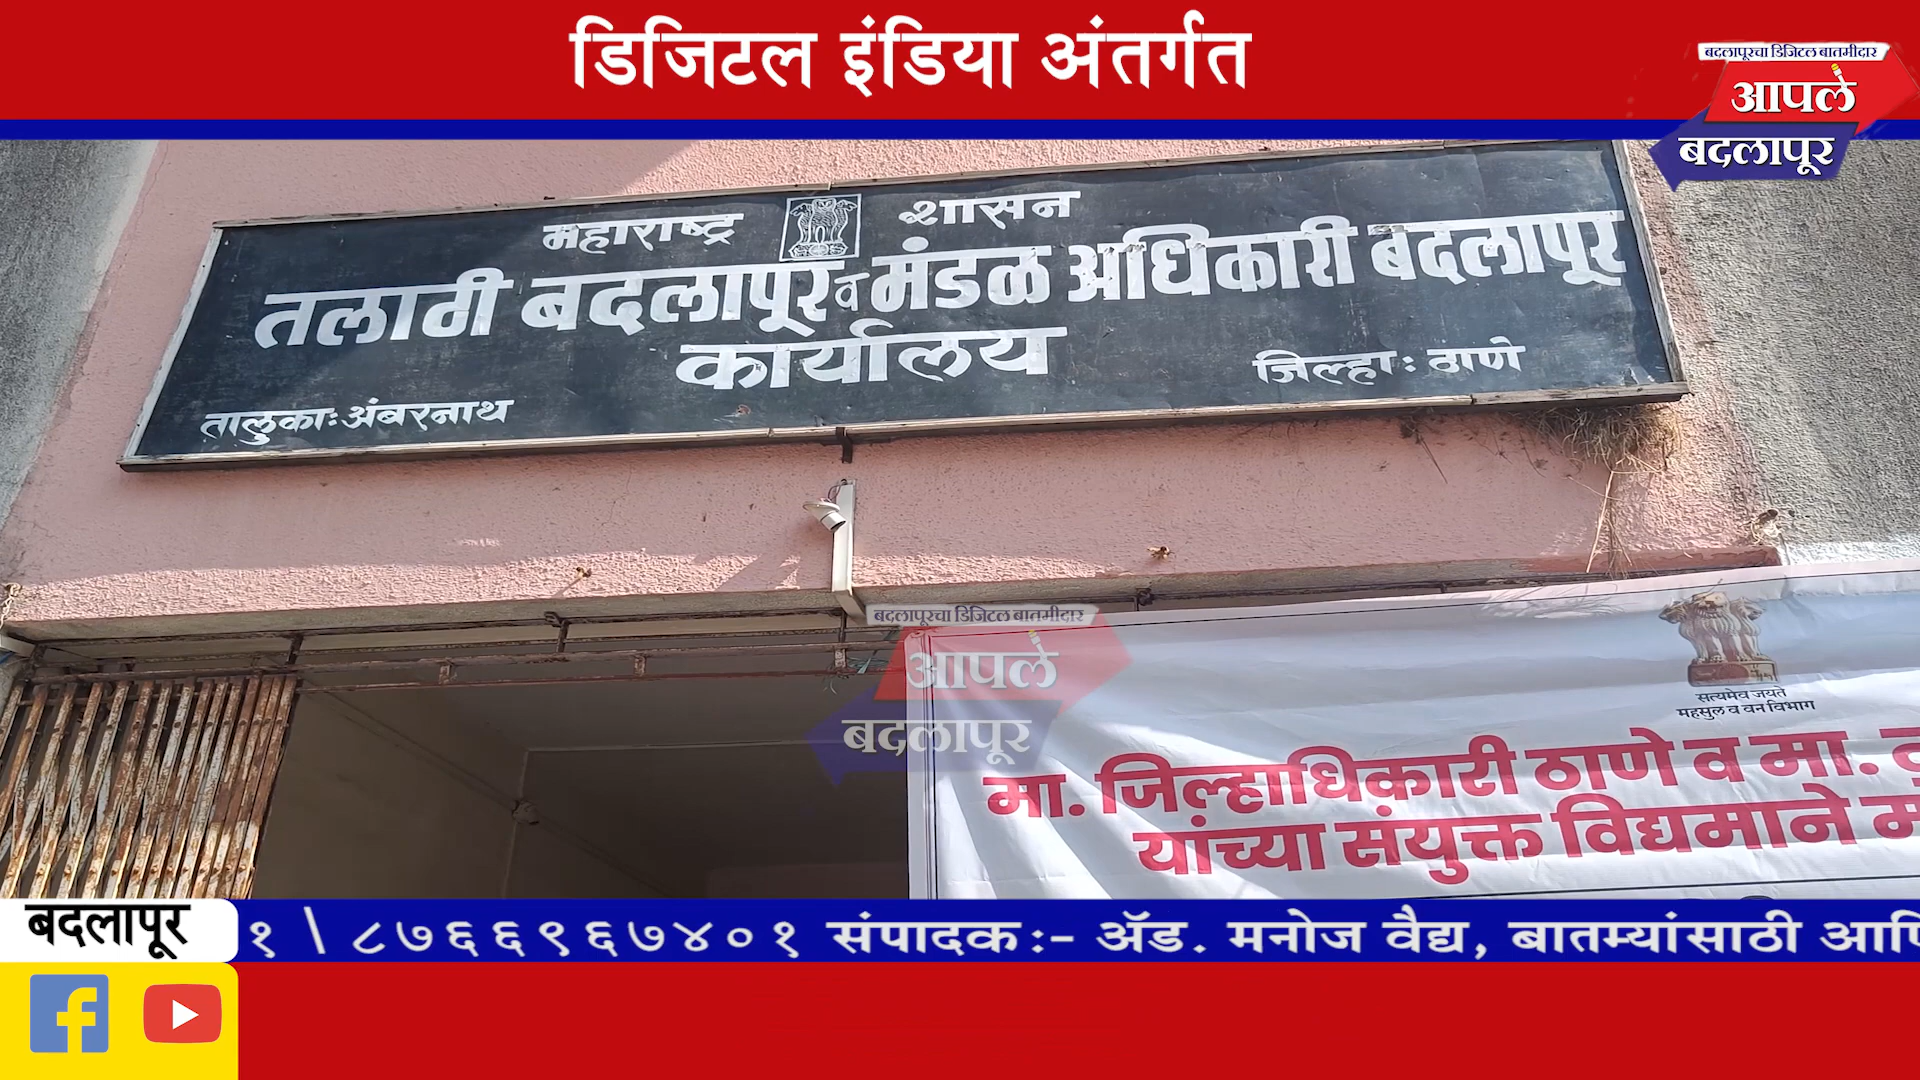 डिजिटल इंडिया अंतर्गत
बदलापूरचा डिजिटल बातमीदार
आपले
बदलापूर
महाराष्ट्र शासन
तलाठी बदलापूर व मंडळ अधिकारी बदलापूर
कार्यालय
तालुकाः अंबरनाथ
जिल्हाः ठाणे
बदलापूरचा डिजिटल बातमीदार
आपले
बदलापूर
सत्यमेव जयते
महसुल व वन विभाग
मा. जिल्हाधिकारी ठाणे व मा.
यांच्या संयुक्त विद्यमाने
बदलापूर
१ \ ८७६६९६७४०१ संपादक :- ॲड. मनोज वैद्य, बातम्यांसाठी